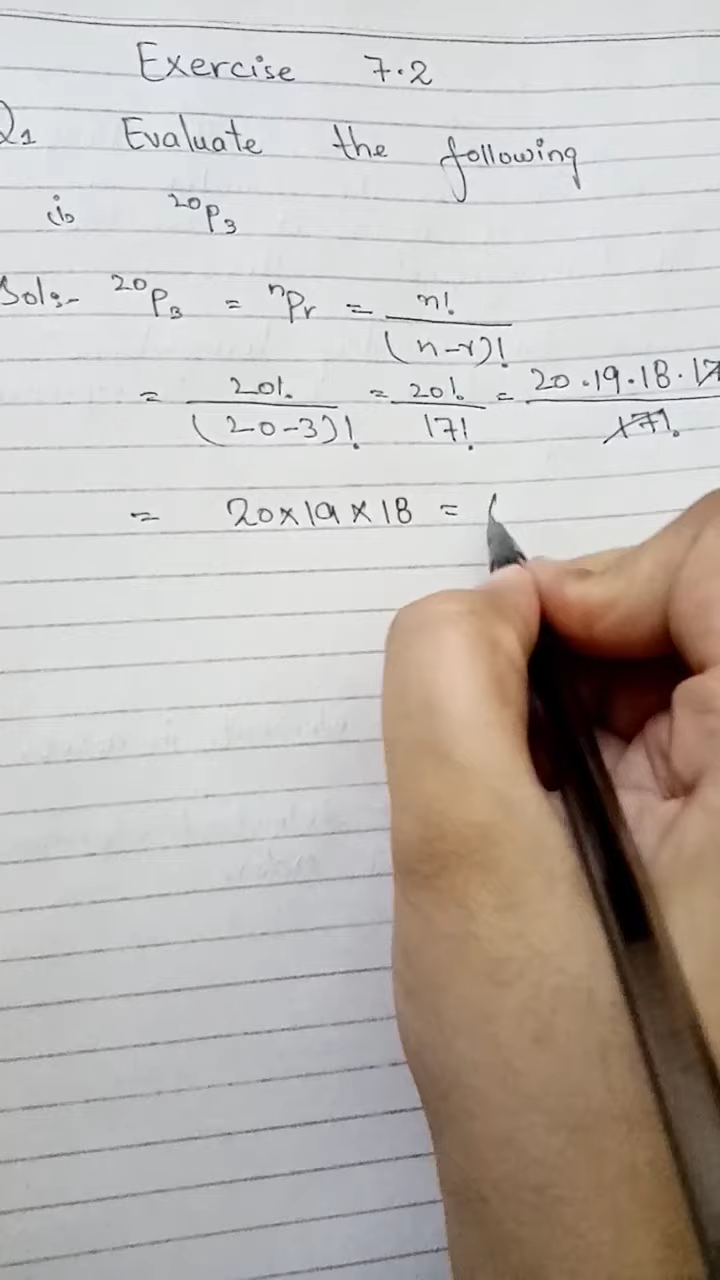 Exercise 7.2
Q1 Evaluate the following
(i) ²⁰P₃
Sol:- ²⁰P₃ = ⁿPr = n!/(n-r)!
= 20!/(20-3)! = 20!/17! = 20.19.18.17/17!
= 20×19×18 =